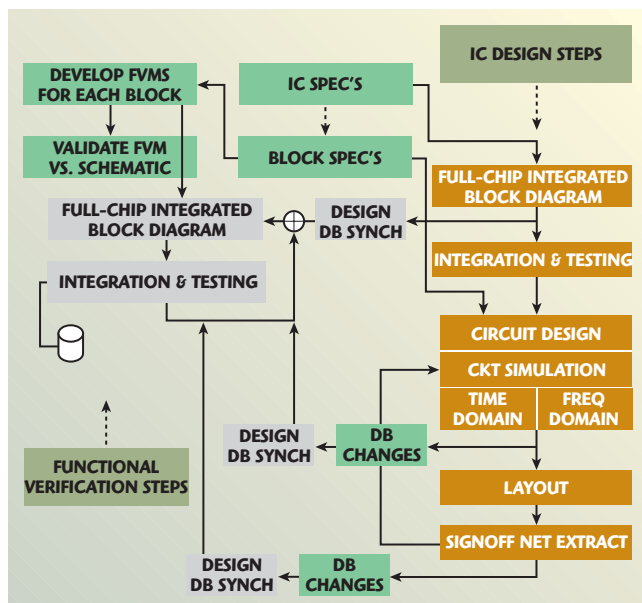 DEVELOP FVMS
FOR EACH BLOCK
IC SPEC'S
IC DESIGN STEPS
VALIDATE FVM
VS. SCHEMATIC
BLOCK SPEC'S
FULL-CHIP INTEGRATED
BLOCK DIAGRAM
FULL-CHIP INTEGRATED
BLOCK DIAGRAM
DESIGN
DB SYNCH
INTEGRATION & TESTING
INTEGRATION & TESTING
CIRCUIT DESIGN
CKT SIMULATION
TIME
DOMAIN
FREQ
DOMAIN
DESIGN
DB SYNCH
DB
CHANGES
FUNCTIONAL
VERIFICATION STEPS
LAYOUT
SIGNOFF NET EXTRACT
DESIGN
DB SYNCH
DB
CHANGES